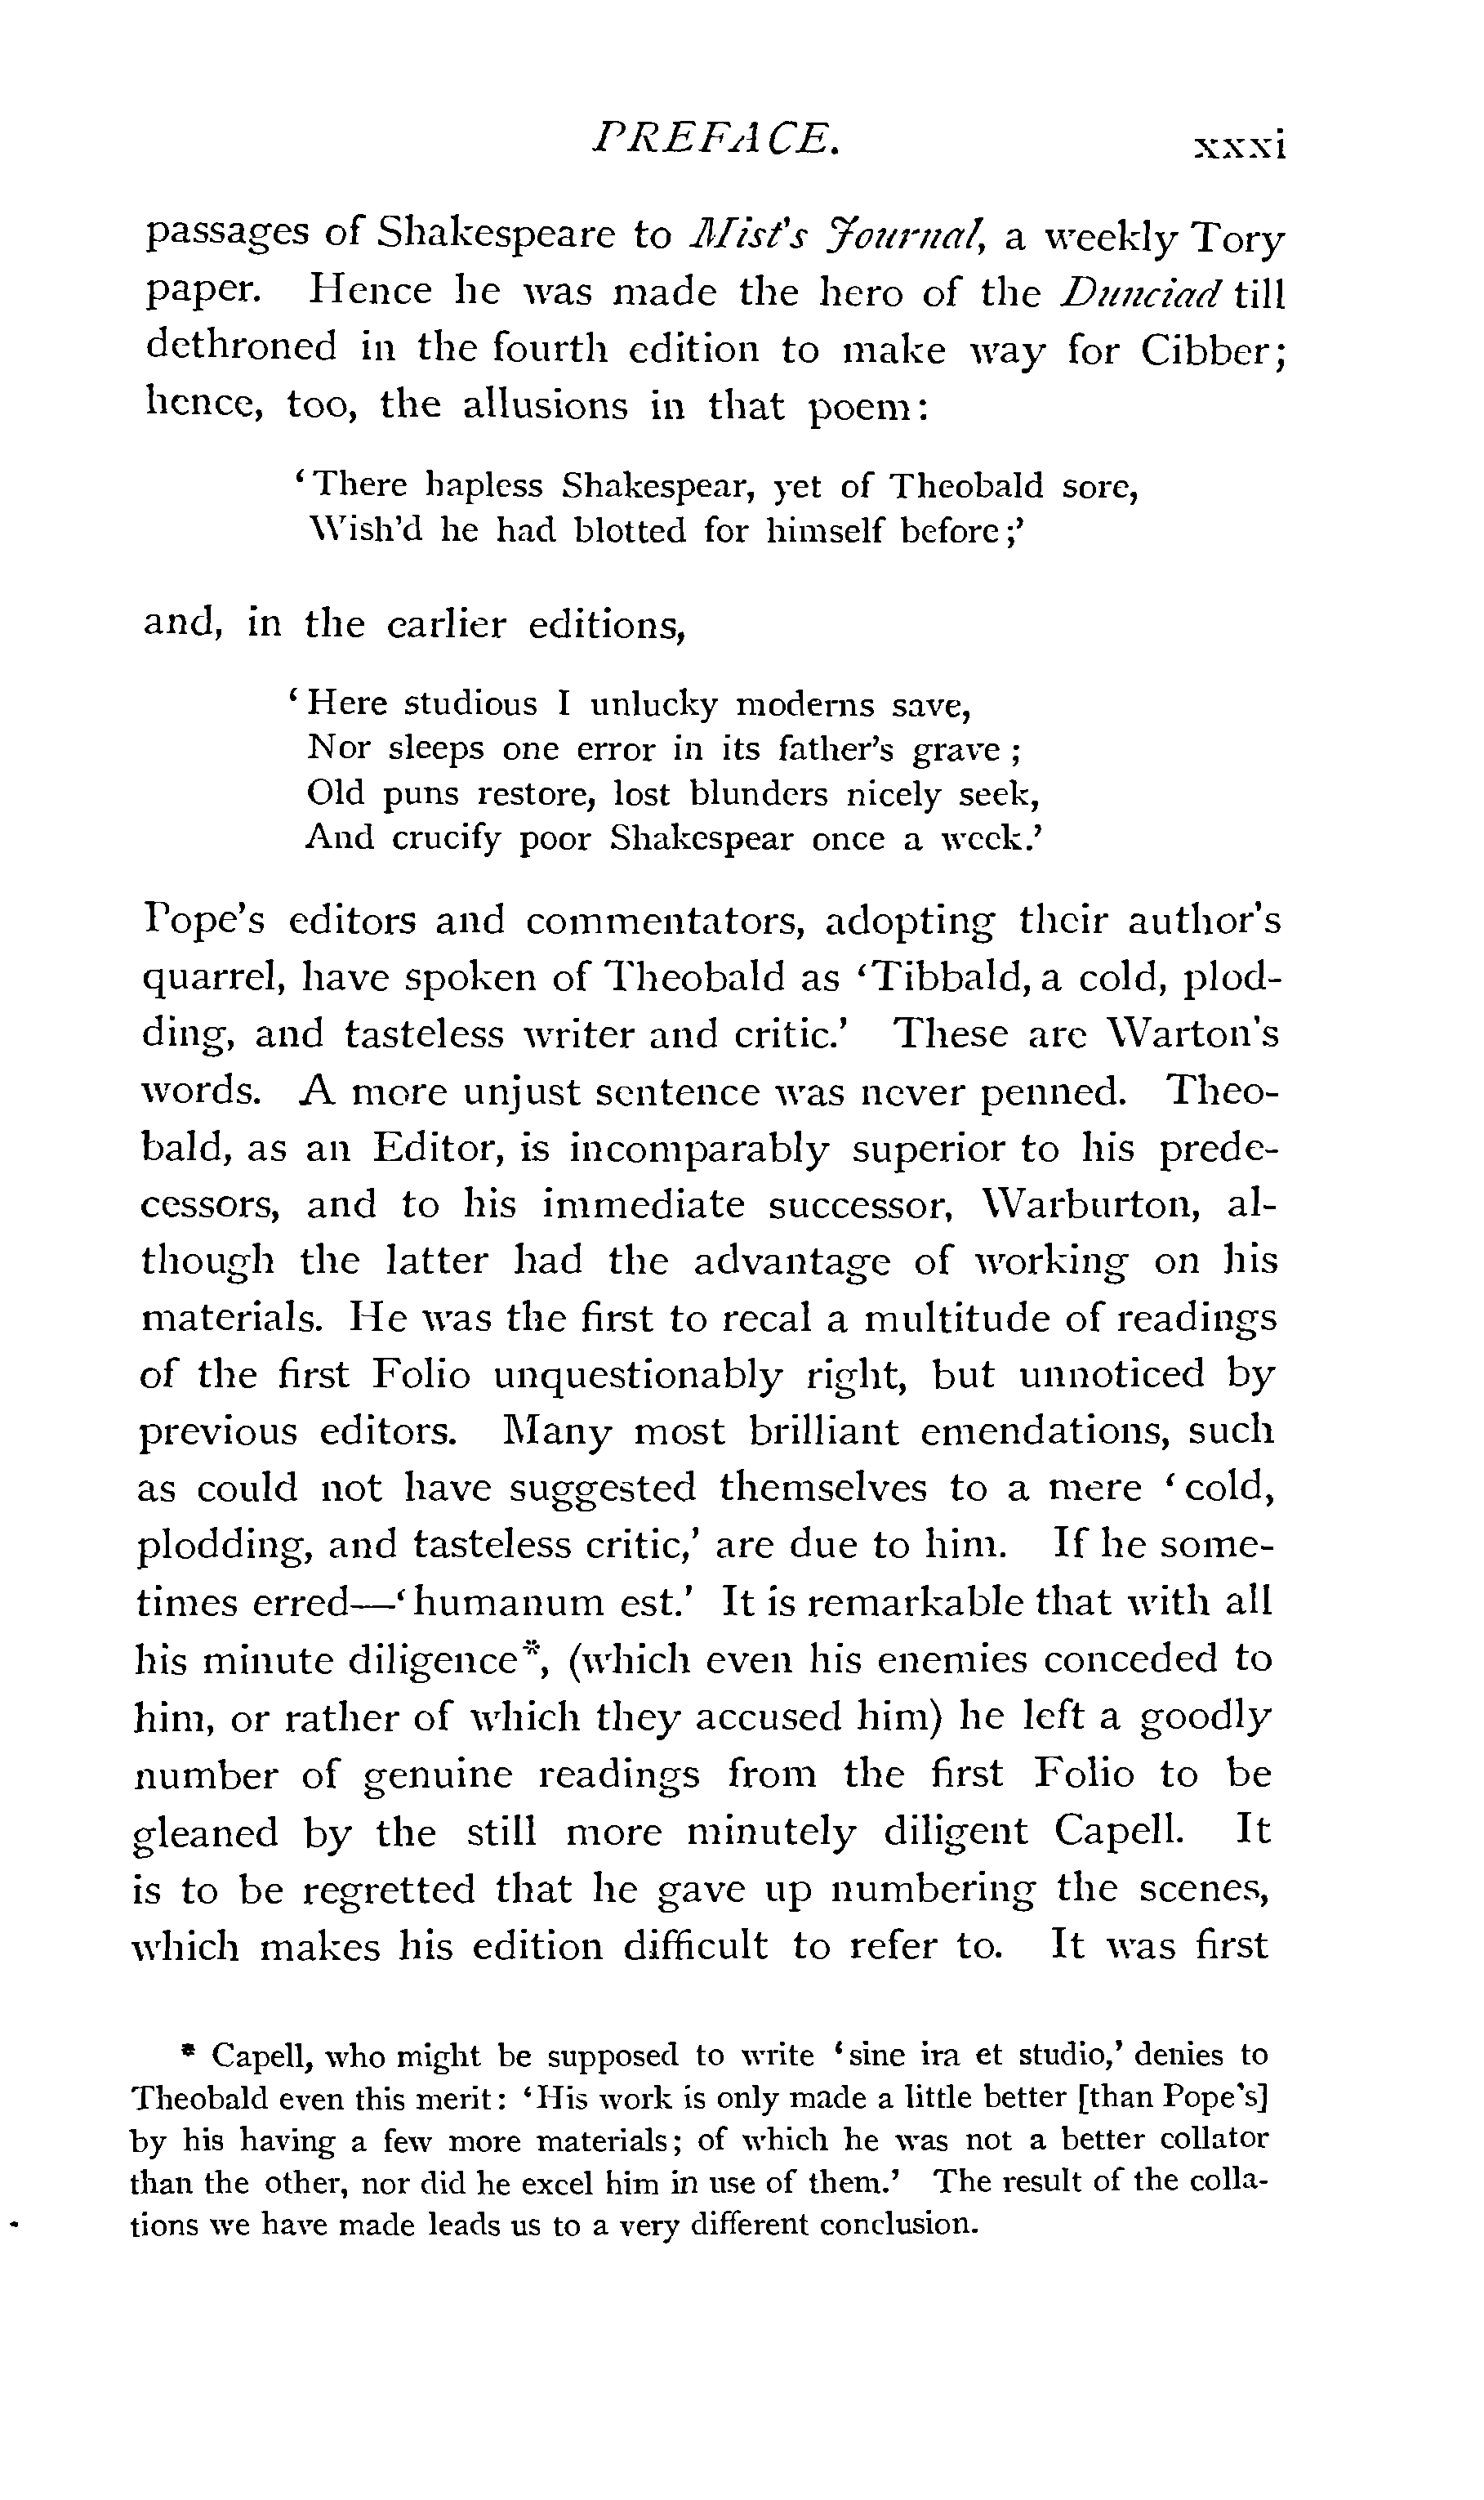 PREFACE. xxxi
passages of Shakespeare to Mist's Journal, a weekly Tory
paper. Hence he was made the hero of the Dunciad till
dethroned in the fourth edition to make way for Cibber;
hence, too, the allusions in that poem:
‘There hapless Shakespear, yet of Theobald sore,
Wish'd he had blotted for himself before;’
and, in the earlier editions,
‘Here studious I unlucky moderns save,
Nor sleeps one error in its father's grave;
Old puns restore, lost blunders nicely seek,
And crucify poor Shakespear once a week.’
Pope's editors and commentators, adopting their author's
quarrel, have spoken of Theobald as ‘Tibbald, a cold, plod-
ding, and tasteless writer and critic.’ These are Warton's
words. A more unjust sentence was never penned. Theo-
bald, as an Editor, is incomparably superior to his prede-
cessors, and to his immediate successor, Warburton, al-
though the latter had the advantage of working on his
materials. He was the first to recal a multitude of readings
of the first Folio unquestionably right, but unnoticed by
previous editors. Many most brilliant emendations, such
as could not have suggested themselves to a mere ‘cold,
plodding, and tasteless critic,’ are due to him. If he some-
times erred—‘humanum est.’ It is remarkable that with all
his minute diligence*, (which even his enemies conceded to
him, or rather of which they accused him) he left a goodly
number of genuine readings from the first Folio to be
gleaned by the still more minutely diligent Capell. It
is to be regretted that he gave up numbering the scenes,
which makes his edition difficult to refer to. It was first
* Capell, who might be supposed to write ‘sine ira et studio,’ denies to
Theobald even this merit: ‘His work is only made a little better [than Pope's]
by his having a few more materials; of which he was not a better collator
than the other, nor did he excel him in use of them.’ The result of the colla-
tions we have made leads us to a very different conclusion.